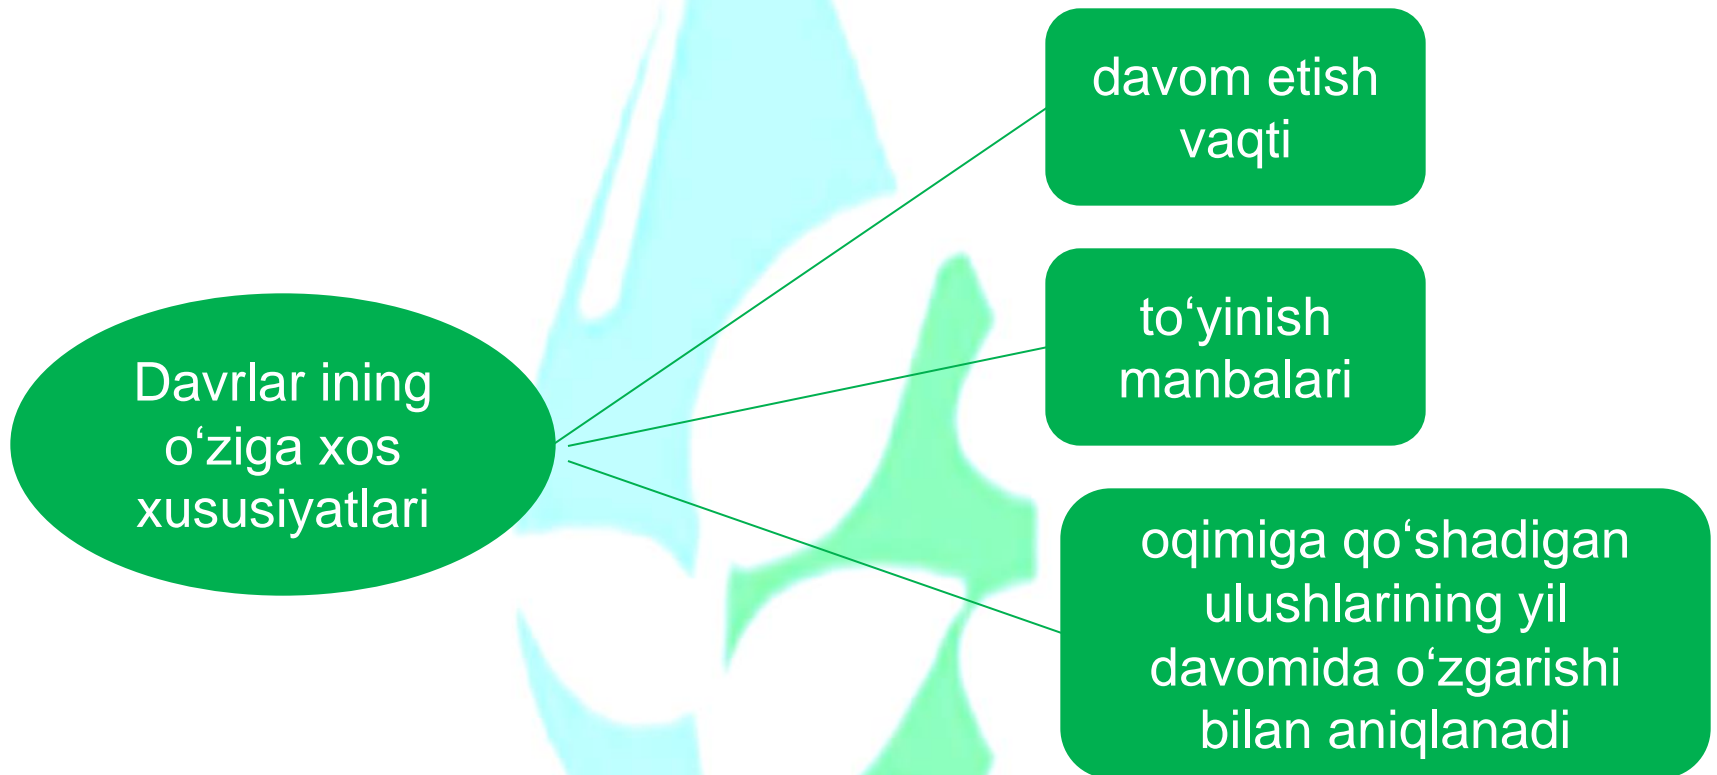 Davrlar ining
o‘ziga xos
xususiyatlari
davom etish
vaqti
to‘yinish
manbalari
oqimiga qo‘shadigan
ulushlarining yil
davomida o‘zgarishi
bilan aniqlanadi